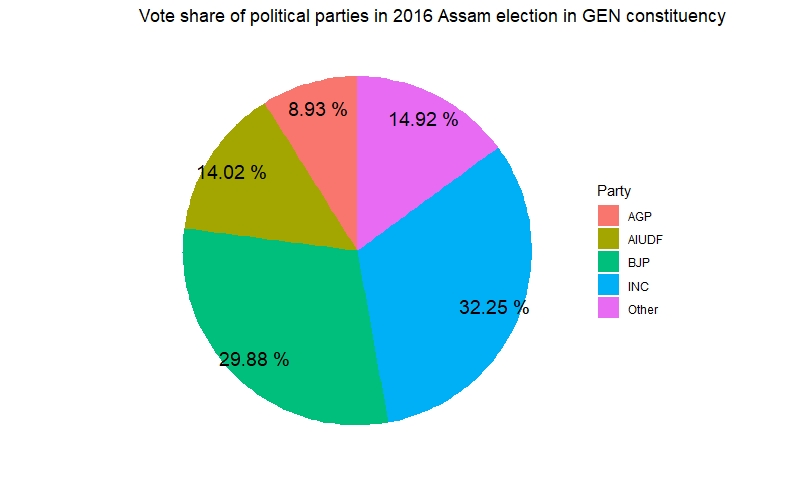 Vote share of political parties in 2016 Assam election in GEN constituency
8.93 %
14.92 %
14.02 %
32.25 %
29.88 %
Party
AGP
AIUDF
BJP
INC
Other